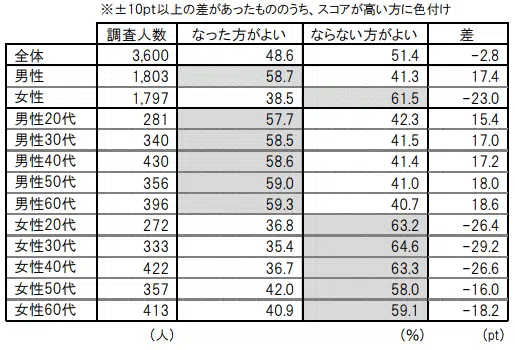 ※±10pt以上の差があったもののうち、スコアが高い方に色付け
調査人数 なった方がよい ならない方がよい 差
全体 3,600 48.6 51.4 -2.8
男性 1,803 58.7 41.3 17.4
女性 1,797 38.5 61.5 -23.0
男性20代 281 57.7 42.3 15.4
男性30代 340 58.5 41.5 17.0
男性40代 430 58.6 41.4 17.2
男性50代 356 59.0 41.0 18.0
男性60代 396 59.3 40.7 18.6
女性20代 272 36.8 63.2 -26.4
女性30代 333 35.4 64.6 -29.2
女性40代 422 36.7 63.3 -26.6
女性50代 357 42.0 58.0 -16.0
女性60代 413 40.9 59.1 -18.2
(人) (%) (pt)